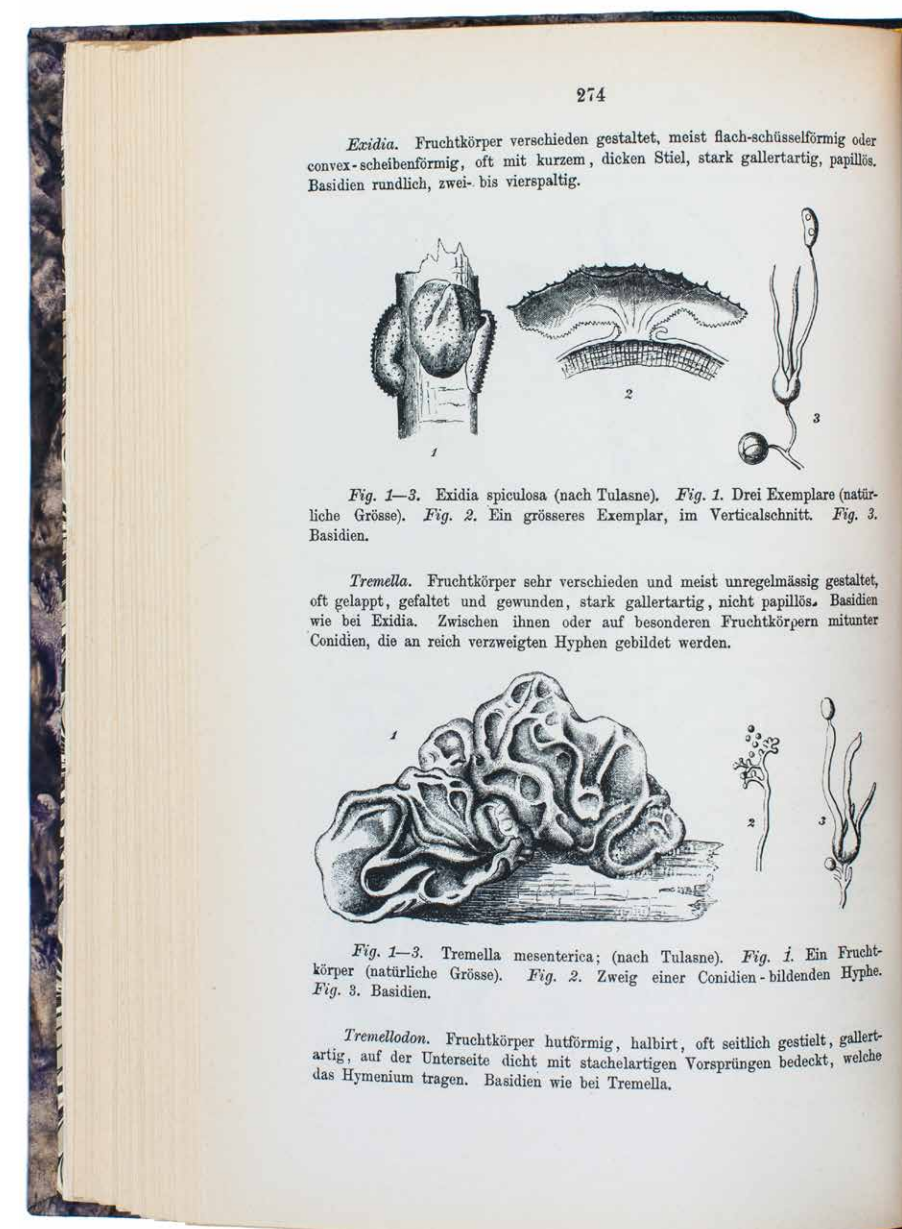 274
Exidia. Fruchtkörper verschieden gestaltet, meist flach-schüsselförmig oder
convex-scheibenförmig, oft mit kurzem, dicken Stiel, stark gallertartig, papillös.
Basidien rundlich, zwei- bis vierspaltig.
1
2
3
Fig. 1—3. Exidia spiculosa (nach Tulasne). Fig. 1. Drei Exemplare (natür-
liche Grösse). Fig. 2. Ein grösseres Exemplar, im Verticalschnitt. Fig. 3.
Basidien.
Tremella. Fruchtkörper sehr verschieden und meist unregelmässig gestaltet,
oft gelappt, gefaltet und gewunden, stark gallertartig, nicht papillös. Basidien
wie bei Exidia. Zwischen ihnen oder auf besonderen Fruchtkörpern mitunter
Conidien, die an reich verzweigten Hyphen gebildet werden.
1
2
3
Fig. 1—3. Tremella mesenterica; (nach Tulasne). Fig. 1. Ein Frucht-
körper (natürliche Grösse). Fig. 2. Zweig einer Conidien-bildenden Hyphe.
Fig. 3. Basidien.
Tremellodon. Fruchtkörper hutförmig, halbirt, oft seitlich gestielt, gallert-
artig, auf der Unterseite dicht mit stachelartigen Vorsprüngen bedeckt, welche
das Hymenium tragen. Basidien wie bei Tremella.